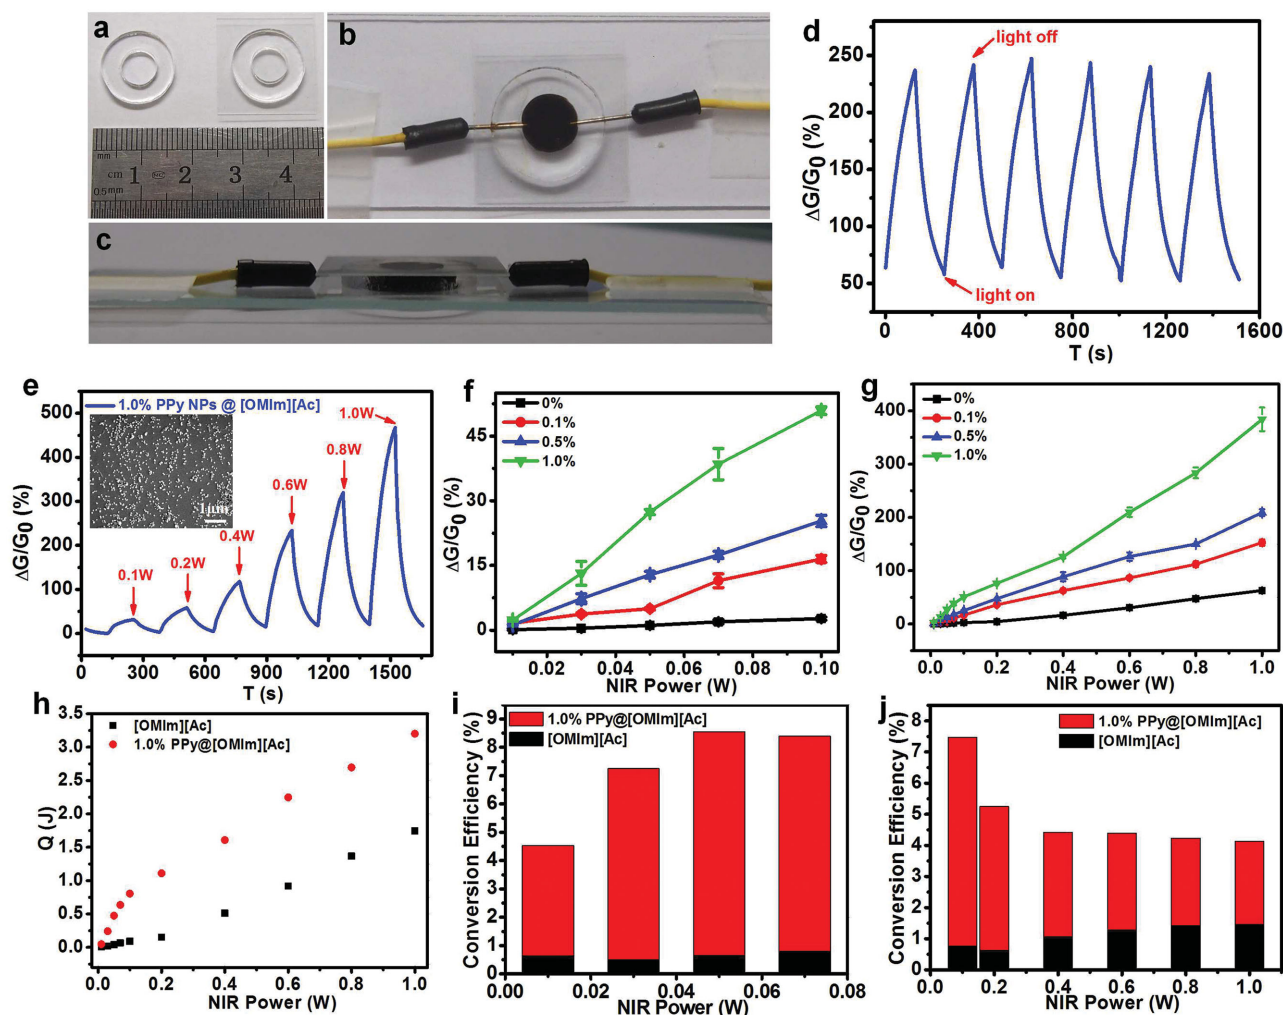 a
mm
cm 1 2 3 4
0.5mm
b
c
d
ΔG/G0 (%)
250
200
150
100
50
light off
light on
0 400 800 1200 1600
T (s)
e
ΔG/G0 (%)
500
400
300
200
100
0
1.0% PPy NPs @ [OMIm][Ac]
1μm
0.1W
0.2W
0.4W
0.6W
0.8W
1.0W
0 300 600 900 1200 1500
T (s)
f
ΔG/G0 (%)
45
30
15
0
0%
0.1%
0.5%
1.0%
0.02 0.04 0.06 0.08 0.10
NIR Power (W)
g
ΔG/G0 (%)
400
300
200
100
0
0%
0.1%
0.5%
1.0%
0.0 0.2 0.4 0.6 0.8 1.0
NIR Power (W)
h
Q (J)
3.5
3.0
2.5
2.0
1.5
1.0
0.5
0.0
[OMIm][Ac]
1.0% PPy@[OMIm][Ac]
0.0 0.2 0.4 0.6 0.8 1.0
NIR Power (W)
i
Conversion Efficiency (%)
9
8
7
6
5
4
3
2
1
0
1.0% PPy@[OMIm][Ac]
[OMIm][Ac]
0.00 0.02 0.04 0.06 0.08
NIR Power (W)
j
Conversion Efficiency (%)
8
7
6
5
4
3
2
1
0
1.0% PPy@[OMIm][Ac]
[OMIm][Ac]
0.0 0.2 0.4 0.6 0.8 1.0
NIR Power (W)